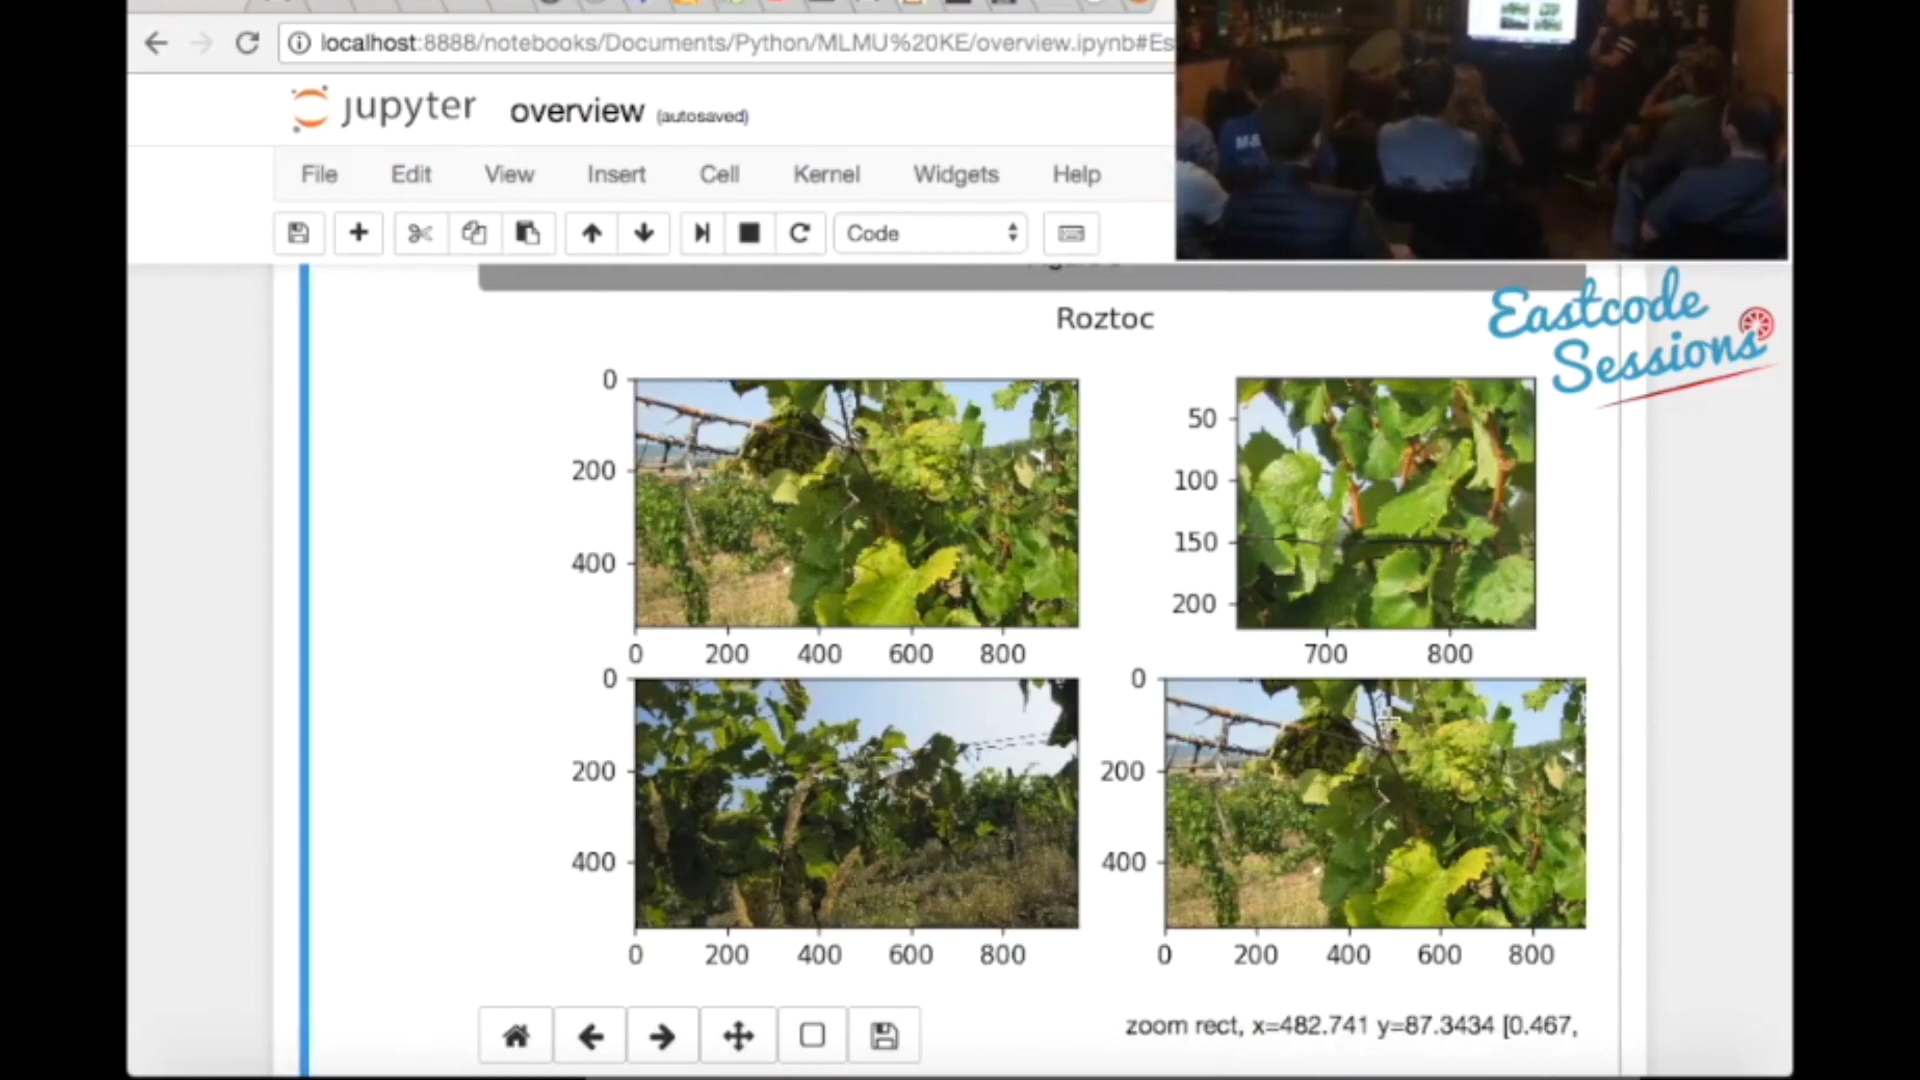 localhost:8888/notebooks/Documents/Python/MLMU%20KE/overview.ipynb#Es
jupyter overview (autosaved)
File Edit View Insert Cell Kernel Widgets Help
Code
Roztoc
Eastcode
Sessions
0
200
400
0 200 400 600 800
50
100
150
200
700 800
0
200
400
0 200 400 600 800
0
200
400
0 200 400 600 800
zoom rect, x=482.741 y=87.3434 [0.467,